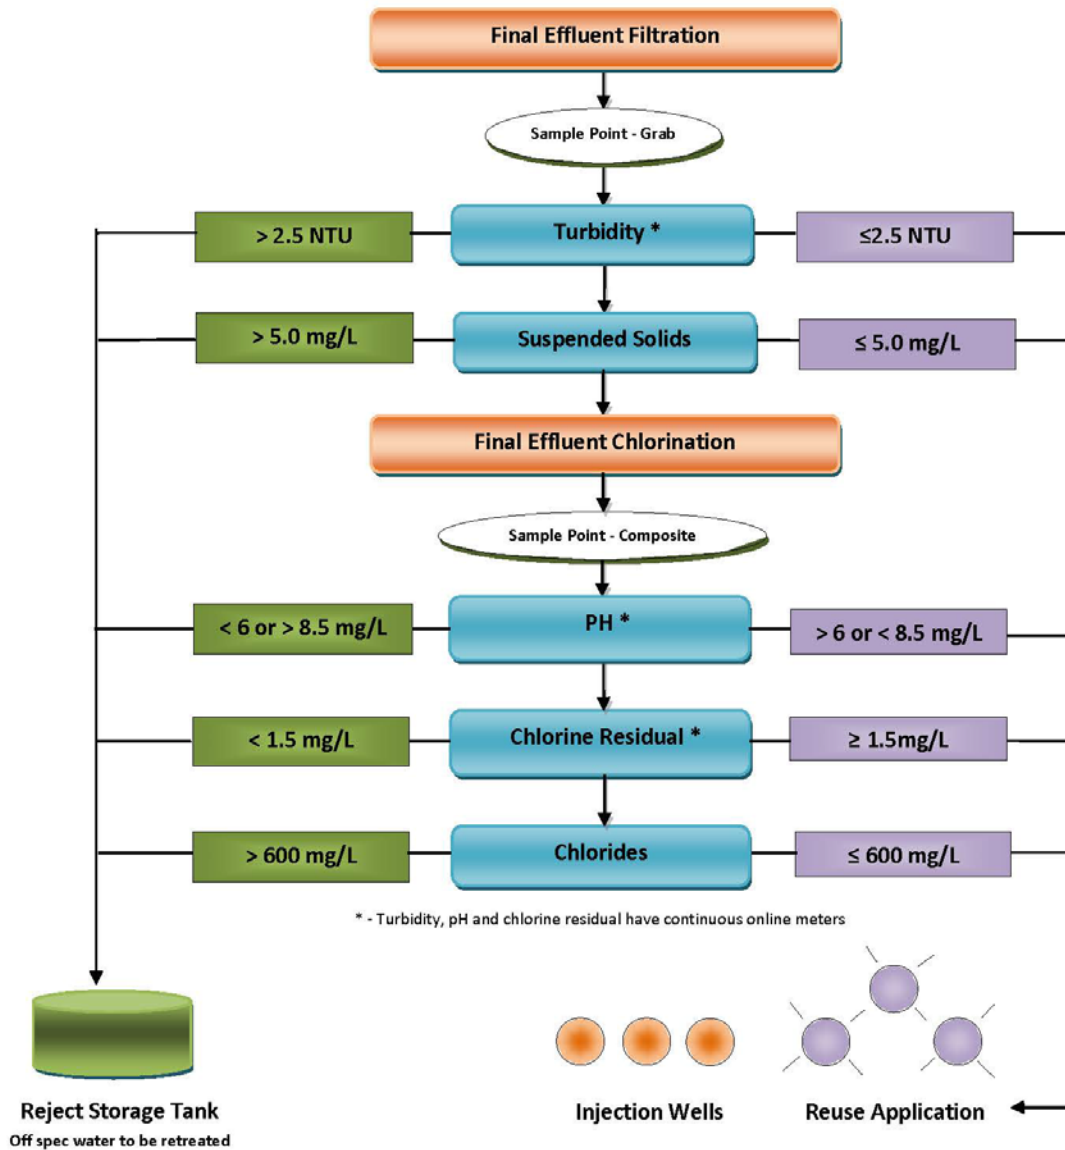 Final Effluent Filtration
Sample Point - Grab
> 2.5 NTU
Turbidity *
≤2.5 NTU
> 5.0 mg/L
Suspended Solids
≤ 5.0 mg/L
Final Effluent Chlorination
Sample Point - Composite
< 6 or > 8.5 mg/L
PH *
> 6 or < 8.5 mg/L
< 1.5 mg/L
Chlorine Residual *
≥ 1.5mg/L
> 600 mg/L
Chlorides
≤ 600 mg/L
* - Turbidity, pH and chlorine residual have continuous online meters
Reject Storage Tank
Off spec water to be retreated
Injection Wells
Reuse Application